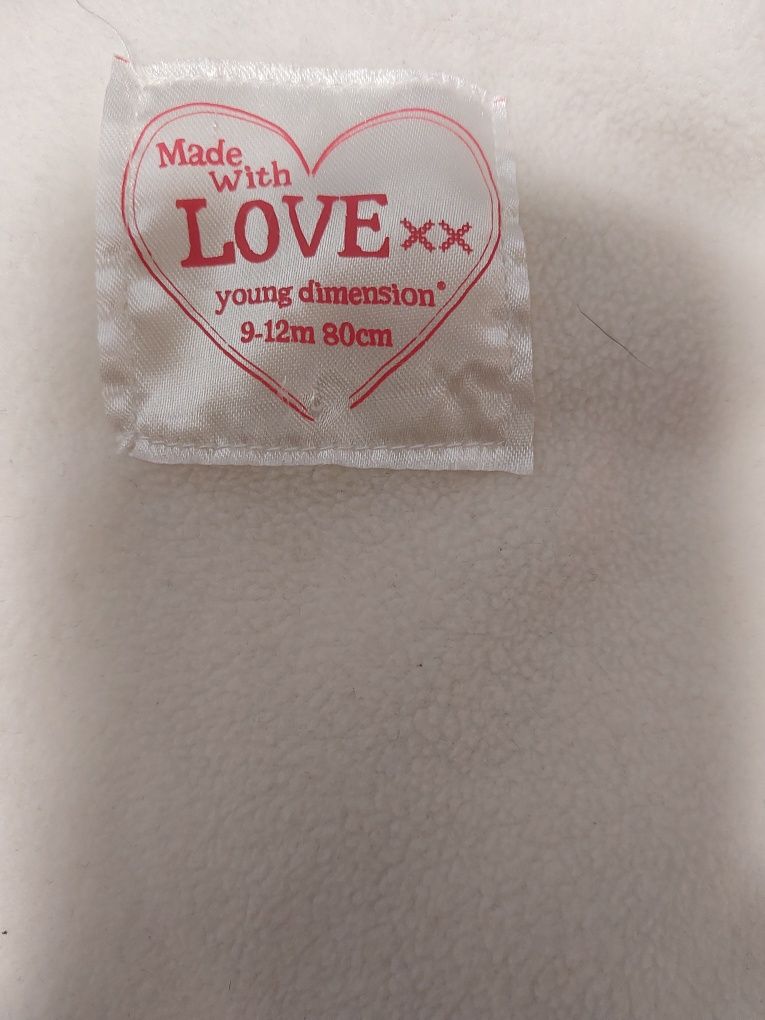 Made
With
LOVE xx
young dimension®
9-12m 80cm